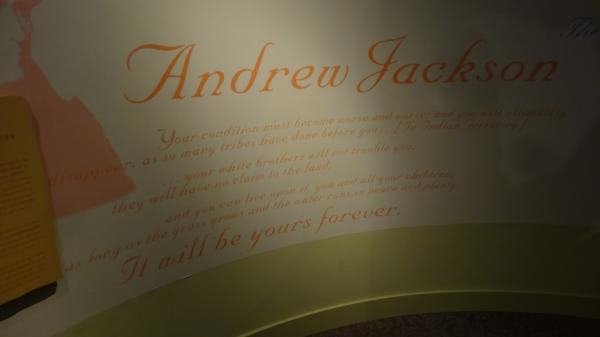 The
Andrew Jackson
Your condition must become worse and worse, and you will ultimately
disappear, as so many tribes have done before you...[In Indian Territory]
...your white brothers will not trouble you,
they will have no claim to the land,
and you can live upon it, you and all your children,
as long as the grass grows and the water runs, in peace and plenty.
It will be yours forever.